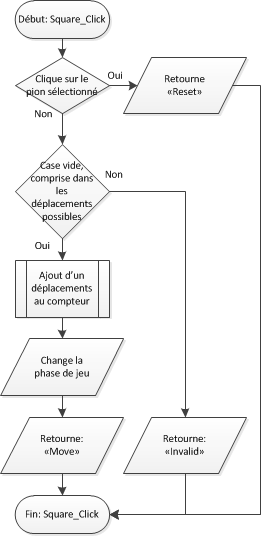 Début: Square_Click
Clique sur le
pion sélectionné
Oui
Retourne
«Reset»
Non
Case vide,
comprise dans
les
déplacements
possibles
Non
Oui
Ajout d'un
déplacements
au compteur
Change la
phase de jeu
Retourne:
«Move»
Retourne:
«Invalid»
Fin: Square_Click